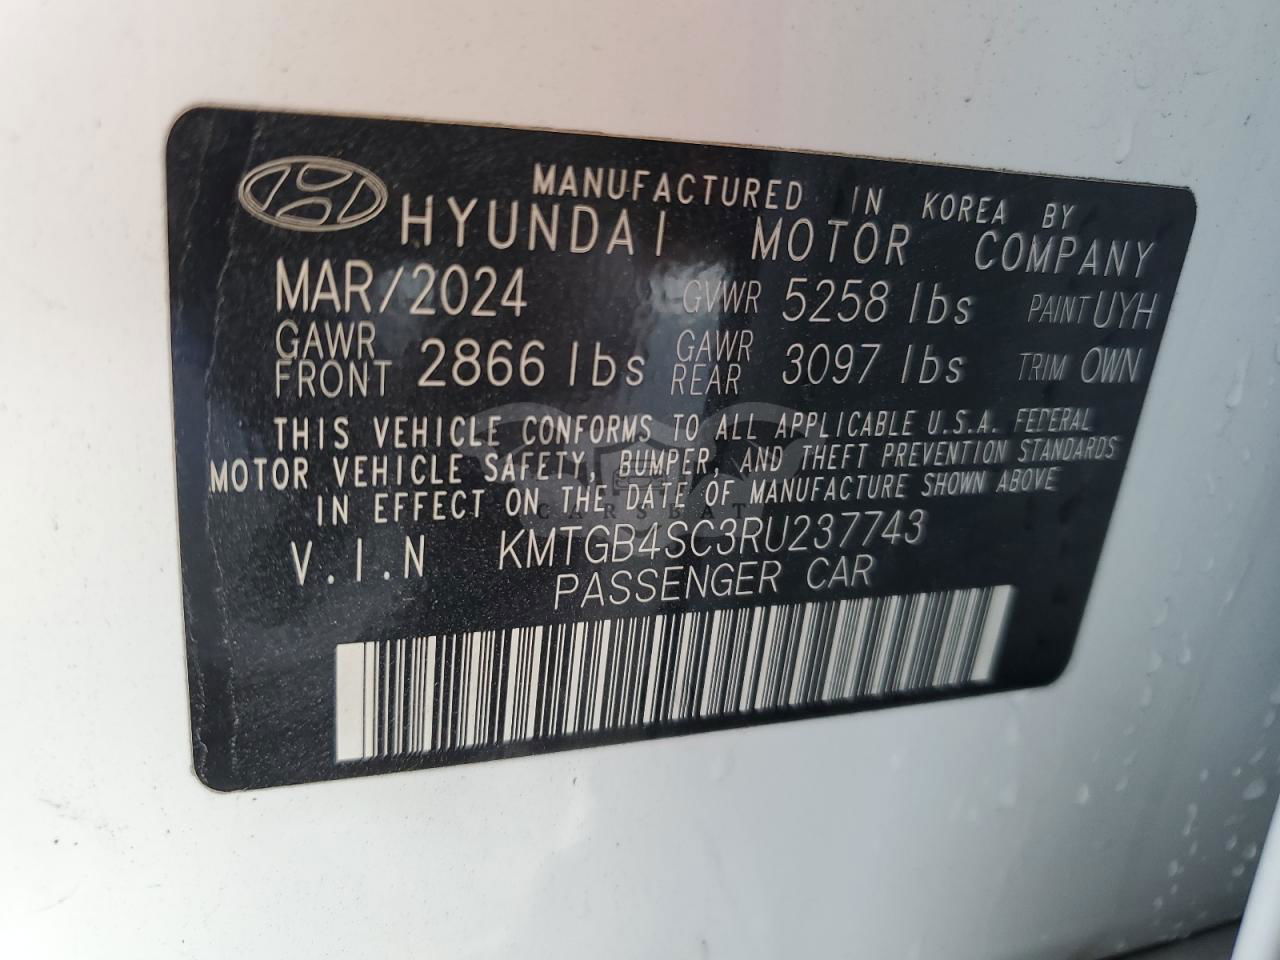 MANUFACTURED IN KOREA BY
HYUNDAI MOTOR COMPANY
MAR/2024 GVWR 5258 lbs PAINT UYH
GAWR FRONT 2866 lbs GAWR REAR 3097 lbs TRIM OWN
THIS VEHICLE CONFORMS TO ALL APPLICABLE U.S.A. FEDERAL
MOTOR VEHICLE SAFETY, BUMPER, AND THEFT PREVENTION STANDARDS
IN EFFECT ON THE DATE OF MANUFACTURE SHOWN ABOVE
CARSBAT
V.I.N KMTGB4SC3RU237743
PASSENGER CAR